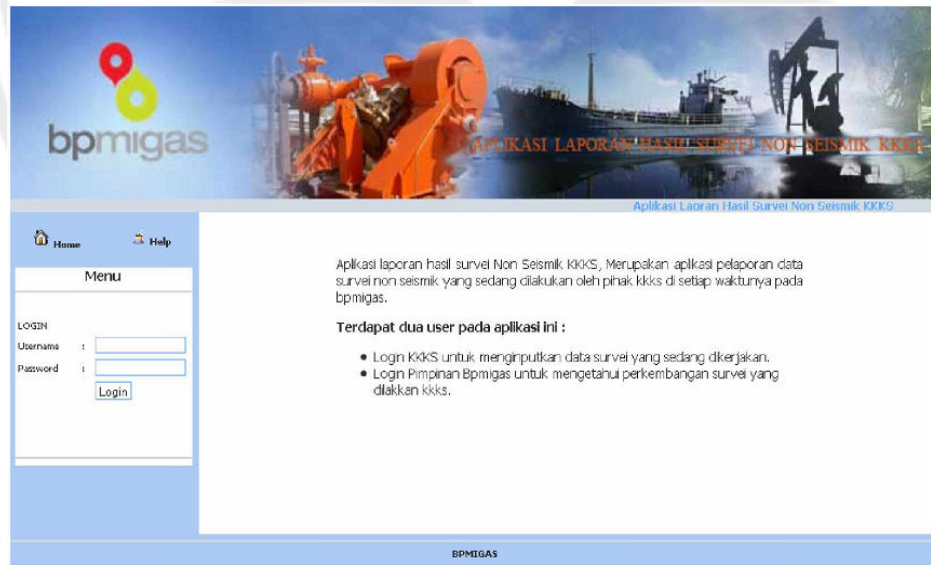 bpmigas
APLIKASI LAPORAN HASIL SURVEI NON SEISMIK KKKS
Aplikasi Laoran Hasil Survei Non Seismik KKKS
Home Help
Menu
LOGIN
Username :
Password :
Login
Aplikasi laporan hasil survei Non Seismik KKKS, Merupakan aplikasi pelaporan data
survei non seismik yang sedang dilakukan oleh pihak kkks di setiap waktunya pada
bpmigas.
Terdapat dua user pada aplikasi ini :
● Login KKKS untuk menginputkan data survei yang sedang dikerjakan.
● Login Pimpinan Bpmigas untuk mengetahui perkembangan survei yang
dilakkan kkks.
BPMIGAS